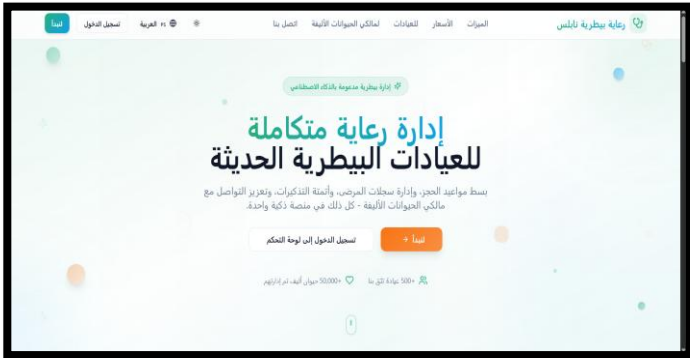 رعاية بيطرية نابلس
الميزات الأسعار للعيادات لمالكي الحيوانات الأليفة اتصل بنا
العربية تسجيل الدخول لنبدأ
إدارة بيطرية مدعومة بالذكاء الاصطناعي
إدارة رعاية متكاملة
للعيادات البيطرية الحديثة
بسط مواعيد الحجز، وإدارة سجلات المرضى، وأتمتة التذكيرات، وتعزيز التواصل مع
مالكي الحيوانات الأليفة - كل ذلك في منصة ذكية واحدة.
لنبدأ
تسجيل الدخول إلى لوحة التحكم
+500 عيادة تثق بنا +50,000 حيوان أليف تم إدارتهم